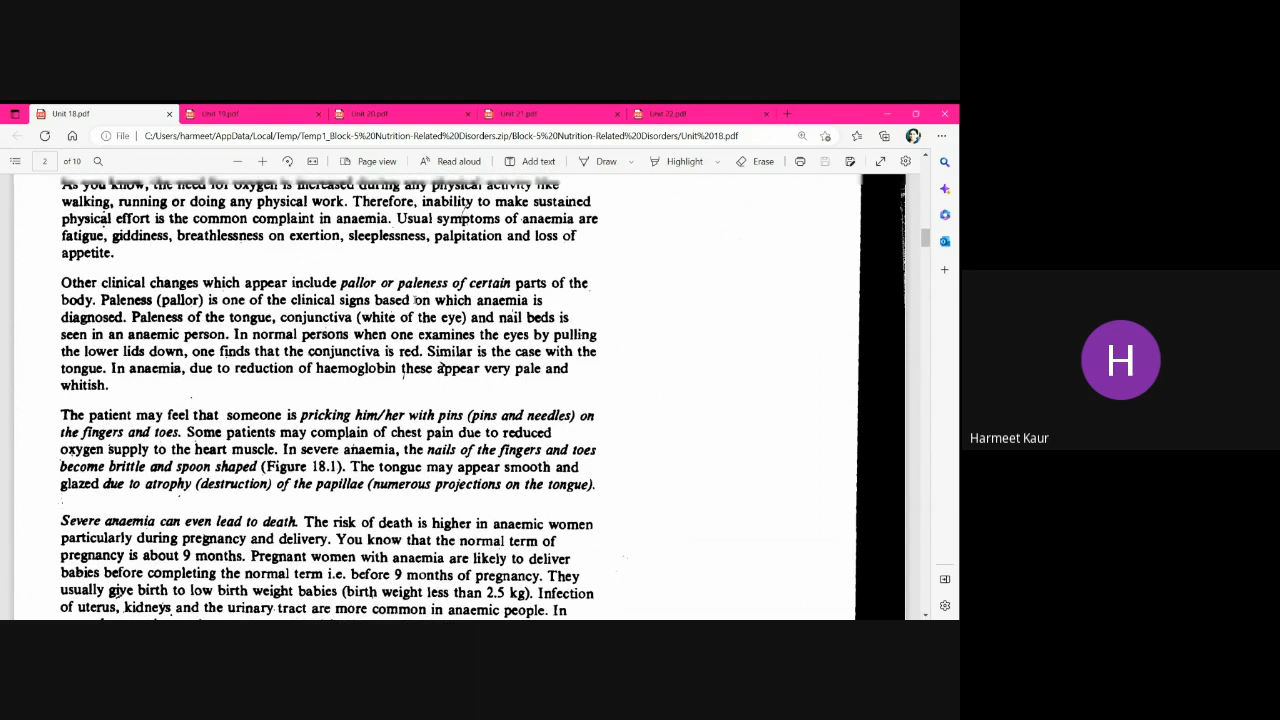 Unit 18.pdf
Unit 19.pdf
Unit 20.pdf
Unit 21.pdf
Unit 22.pdf
File
C:/Users/harmeet/AppData/Local/Temp/Temp1_Block-5%20Nutrition-Related%20Disorders.zip/Block-5%20Nutrition-Related%20Disorders/Unit%2018.pdf
2 of 10
Page view
Read aloud
Add text
Draw
Highlight
Erase
As you know, the need for oxygen is increased during any physical activity like
walking, running or doing any physical work. Therefore, inability to make sustained
physical effort is the common complaint in anaemia. Usual symptoms of anaemia are
fatigue, giddiness, breathlessness on exertion, sleeplessness, palpitation and loss of
appetite.
Other clinical changes which appear include pallor or paleness of certain parts of the
body. Paleness (pallor) is one of the clinical signs based on which anaemia is
diagnosed. Paleness of the tongue, conjunctiva (white of the eye) and nail beds is
seen in an anaemic person. In normal persons when one examines the eyes by pulling
the lower lids down, one finds that the conjunctiva is red. Similar is the case with the
tongue. In anaemia, due to reduction of haemoglobin these appear very pale and
whitish.
The patient may feel that someone is pricking him/her with pins (pins and needles) on
the fingers and toes. Some patients may complain of chest pain due to reduced
oxygen supply to the heart muscle. In severe anaemia, the nails of the fingers and toes
become brittle and spoon shaped (Figure 18.1). The tongue may appear smooth and
glazed due to atrophy (destruction) of the papillae (numerous projections on the tongue).
Severe anaemia can even lead to death. The risk of death is higher in anaemic women
particularly during pregnancy and delivery. You know that the normal term of
pregnancy is about 9 months. Pregnant women with anaemia are likely to deliver
babies before completing the normal term i.e. before 9 months of pregnancy. They
usually give birth to low birth weight babies (birth weight less than 2.5 kg). Infection
of uterus, kidneys and the urinary tract are more common in anaemic people. In
H
Harmeet Kaur